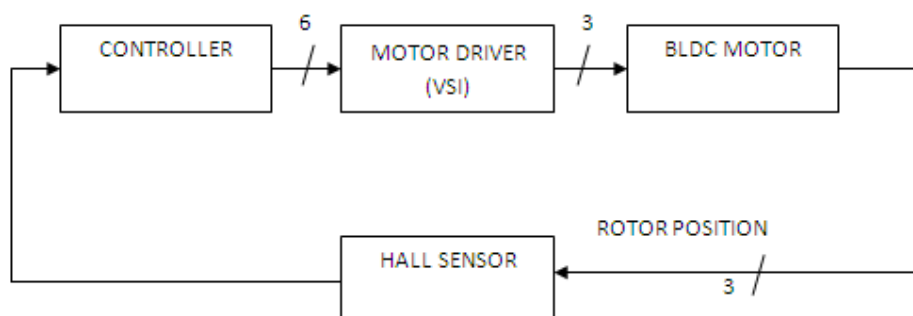 6
3
CONTROLLER
MOTOR DRIVER
(VSI)
BLDC MOTOR
ROTOR POSITION
HALL SENSOR
3